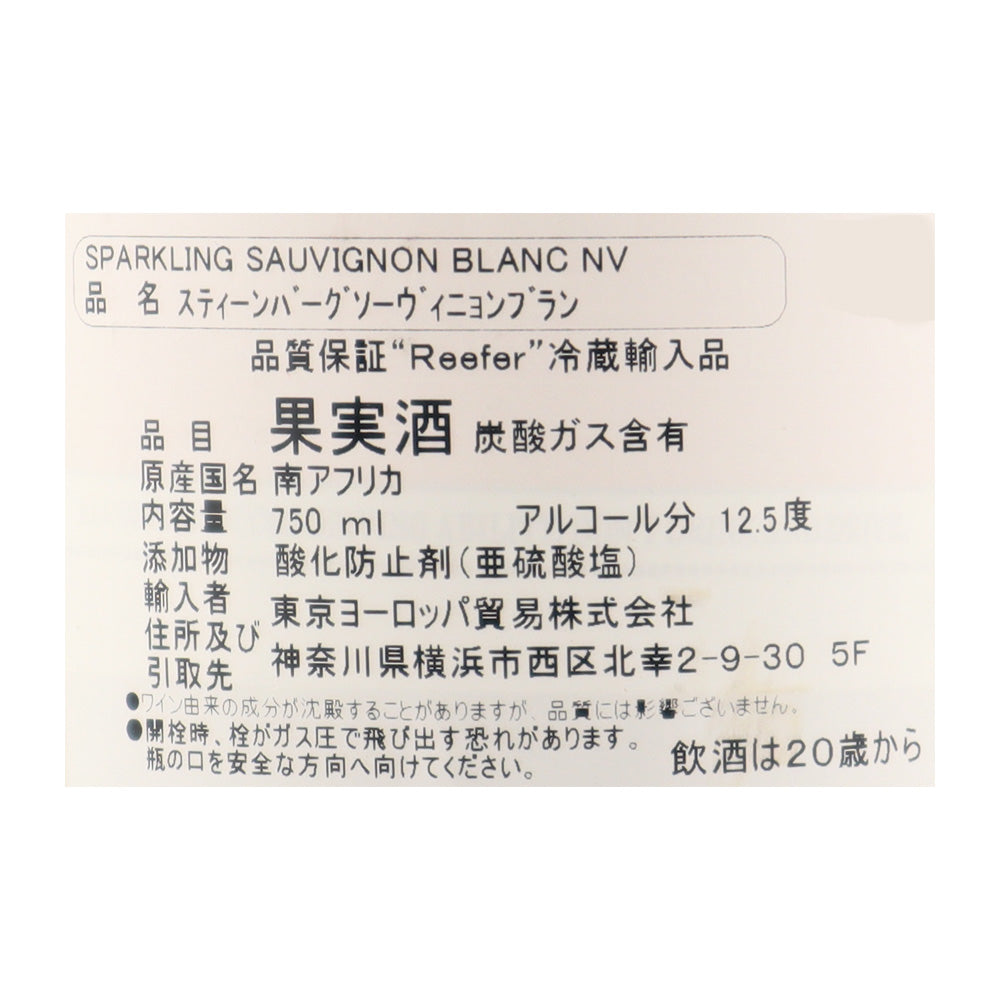 SPARKLING SAUVIGNON BLANC NV
品 名 スティーンバーグソーヴィニョンブラン
品質保証“Reefer”冷蔵輸入品
品 目 果実酒 炭酸ガス含有
原産国名 南アフリカ
内容量 750 ml アルコール分 12.5度
添加物 酸化防止剤(亜硫酸塩)
輸入者 東京ヨーロッパ貿易株式会社
住所及び
引取先 神奈川県横浜市西区北幸2-9-30 5F
●ワイン由来の成分が沈殿することがありますが、品質には影響ございません。
●開栓時、栓がガス圧で飛び出す恐れがあります。
瓶の口を安全な方向へ向けてください。
飲酒は20歳から